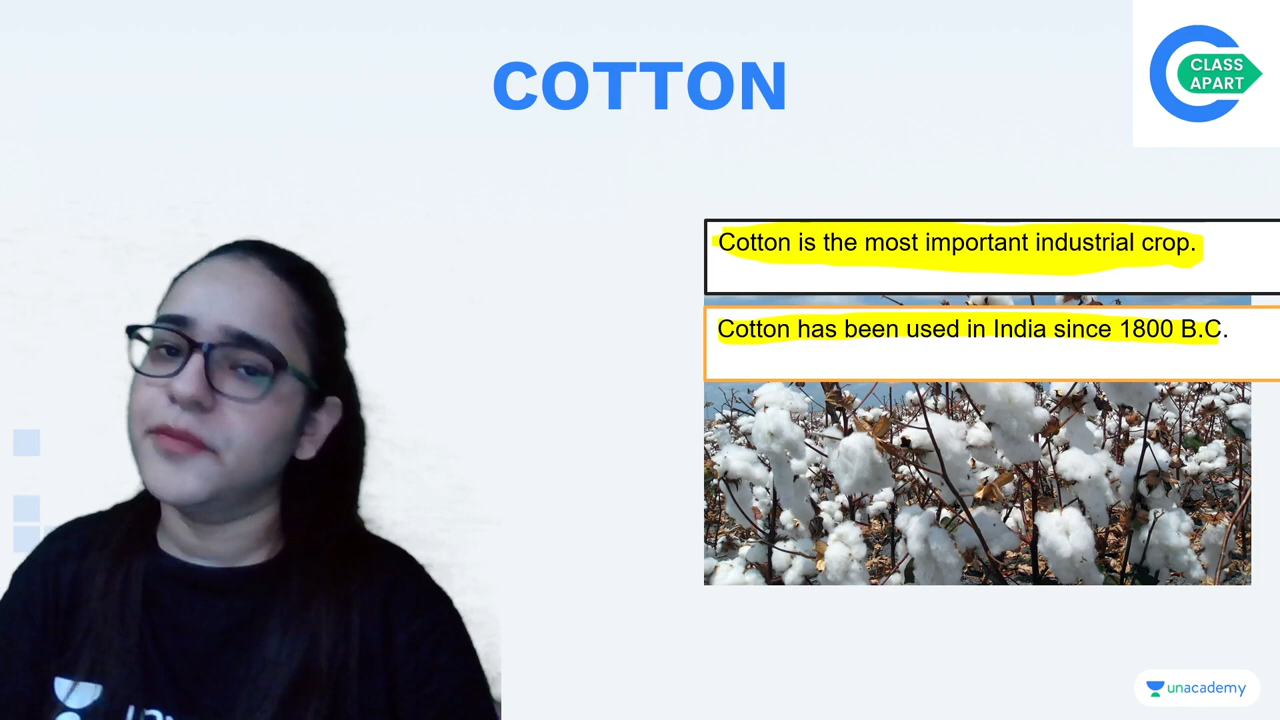 COTTON
CLASS
APART
Cotton is the most important industrial crop.
Cotton has been used in India since 1800 B.C.
unacademy